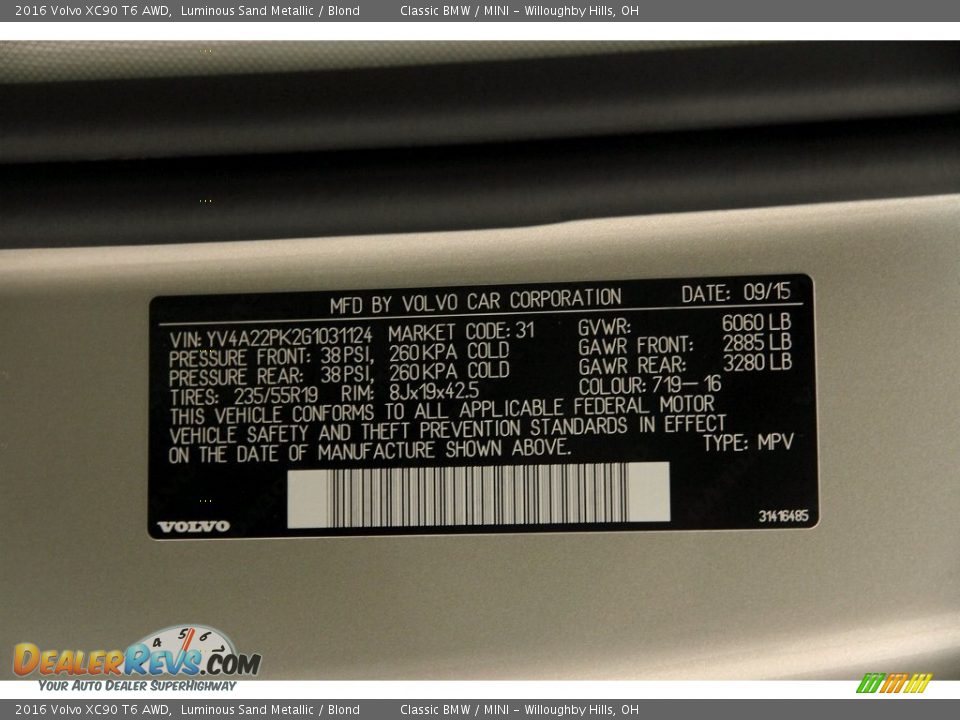 2016 Volvo XC90 T6 AWD, Luminous Sand Metallic / Blond Classic BMW / MINI - Willoughby Hills, OH
MFD BY VOLVO CAR CORPORATION DATE: 09/15
VIN: YV4A22PK2G1031124 MARKET CODE: 31 GVWR: 6060 LB
PRESSURE FRONT: 38 PSI, 260 KPA COLD GAWR FRONT: 2885 LB
PRESSURE REAR: 38 PSI, 260 KPA COLD GAWR REAR: 3280 LB
TIRES: 235/55R19 RIM: 8Jx19x42.5 COLOUR: 719-16
THIS VEHICLE CONFORMS TO ALL APPLICABLE FEDERAL MOTOR
VEHICLE SAFETY AND THEFT PREVENTION STANDARDS IN EFFECT
ON THE DATE OF MANUFACTURE SHOWN ABOVE. TYPE: MPV
VOLVO 31416485
4 5 6 7
DEALERREVS.COM
YOUR AUTO DEALER SUPERHIGHWAY
2016 Volvo XC90 T6 AWD, Luminous Sand Metallic / Blond Classic BMW / MINI - Willoughby Hills, OH